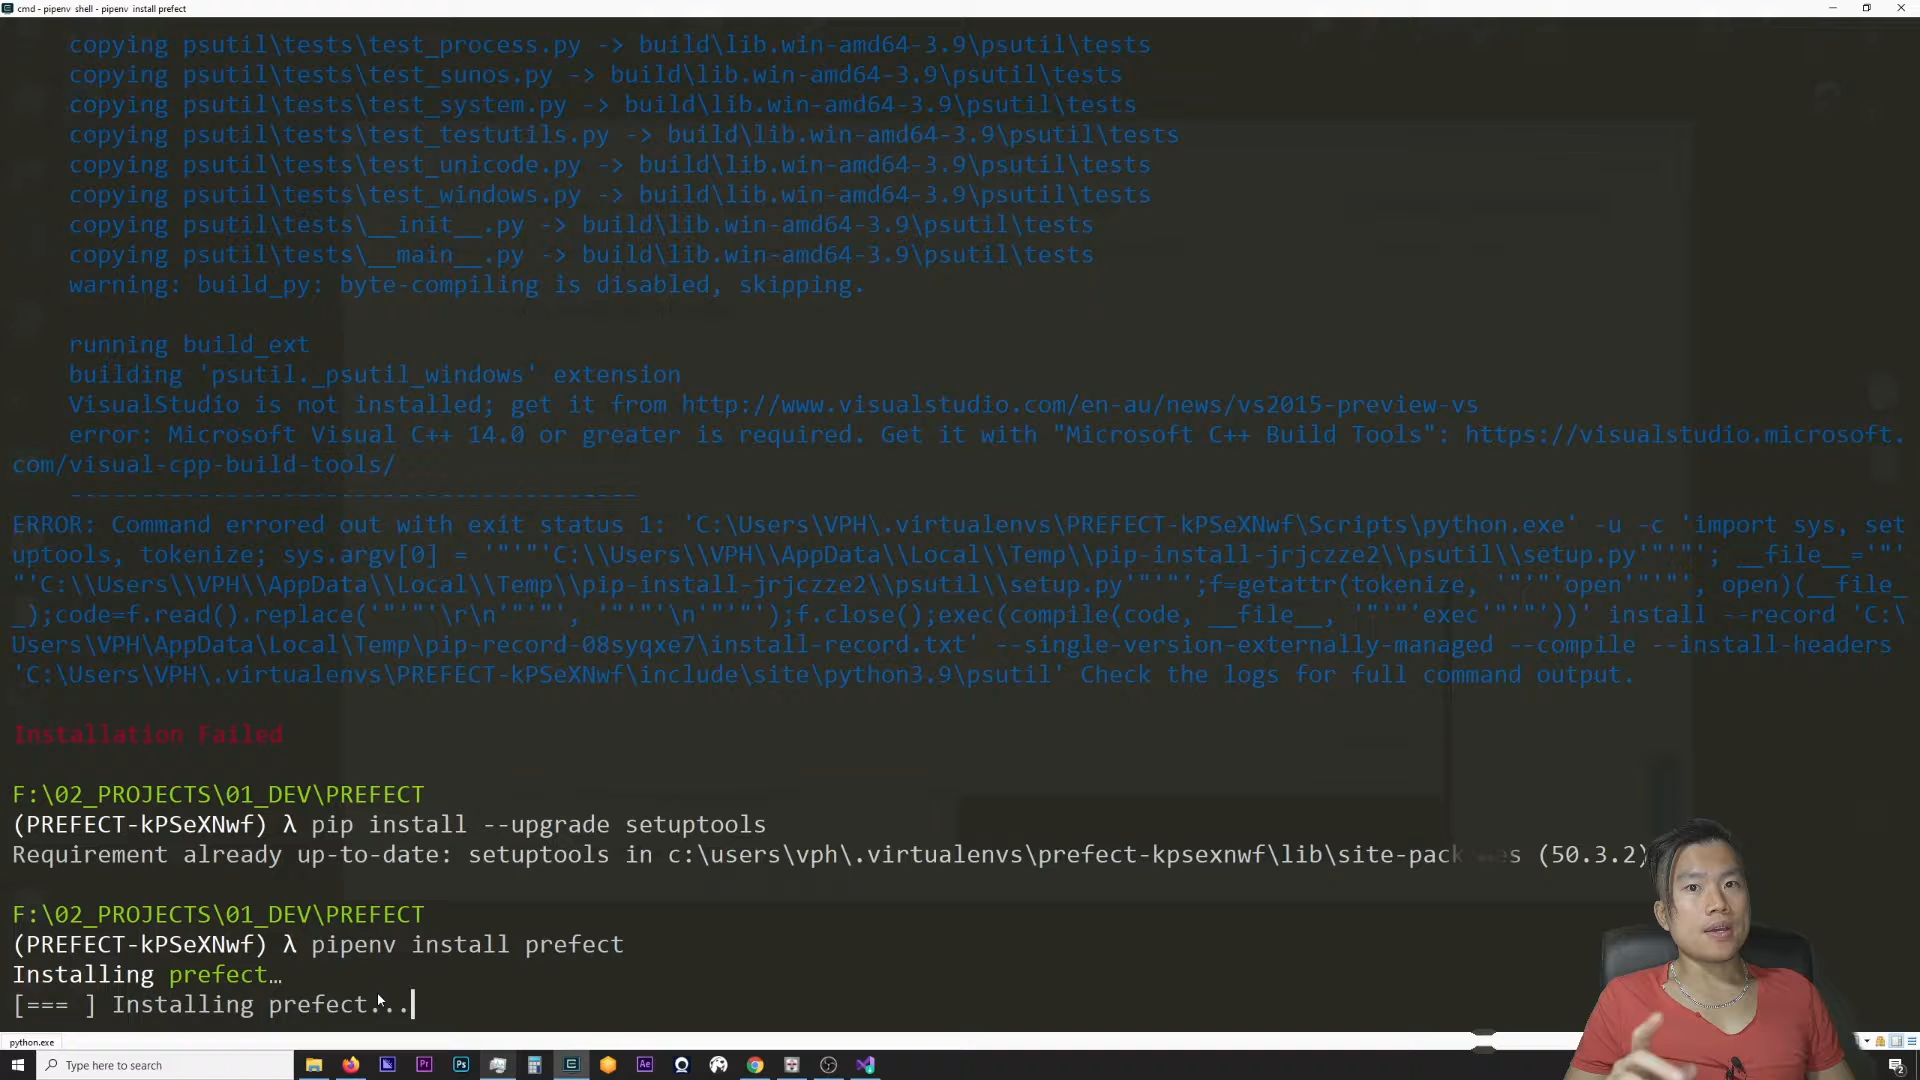 cmd - pipenv shell - pipenv install prefect
copying psutil\tests\test_process.py -> build\lib.win-amd64-3.9\psutil\tests
copying psutil\tests\test_sunos.py -> build\lib.win-amd64-3.9\psutil\tests
copying psutil\tests\test_system.py -> build\lib.win-amd64-3.9\psutil\tests
copying psutil\tests\test_testutils.py -> build\lib.win-amd64-3.9\psutil\tests
copying psutil\tests\test_unicode.py -> build\lib.win-amd64-3.9\psutil\tests
copying psutil\tests\test_windows.py -> build\lib.win-amd64-3.9\psutil\tests
copying psutil\tests\__init__.py -> build\lib.win-amd64-3.9\psutil\tests
copying psutil\tests\__main__.py -> build\lib.win-amd64-3.9\psutil\tests
warning: build_py: byte-compiling is disabled, skipping.
running build_ext
building 'psutil._psutil_windows' extension
VisualStudio is not installed; get it from http://www.visualstudio.com/en-au/news/vs2015-preview-vs
error: Microsoft Visual C++ 14.0 or greater is required. Get it with "Microsoft C++ Build Tools": https://visualstudio.microsoft.
com/visual-cpp-build-tools/
----------------------------------------
ERROR: Command errored out with exit status 1: 'C:\Users\VPH\.virtualenvs\PREFECT-kPSeXNwf\Scripts\python.exe' -u -c 'import sys, set
uptools, tokenize; sys.argv[0] = '"'"'C:\\Users\\VPH\\AppData\\Local\\Temp\\pip-install-jrjczze2\\psutil\\setup.py'"'"'; __file__='"'
"'C:\\Users\\VPH\\AppData\\Local\\Temp\\pip-install-jrjczze2\\psutil\\setup.py'"'"';f=getattr(tokenize, '"'"'open'"'"', open)(__file_
_);code=f.read().replace('"'"'\r\n'"'"', '"'"'\n'"'"');f.close();exec(compile(code, __file__, '"'"'exec'"'"'))' install --record 'C:\
Users\VPH\AppData\Local\Temp\pip-record-08syqxe7\install-record.txt' --single-version-externally-managed --compile --install-headers
'C:\Users\VPH\.virtualenvs\PREFECT-kPSeXNwf\include\site\python3.9\psutil' Check the logs for full command output.
Installation Failed
F:\02_PROJECTS\01_DEV\PREFECT
(PREFECT-kPSeXNwf) λ pip install --upgrade setuptools
Requirement already up-to-date: setuptools in c:\users\vph\.virtualenvs\prefect-kpsexnwf\lib\site-pack es (50.3.2)
F:\02_PROJECTS\01_DEV\PREFECT
(PREFECT-kPSeXNwf) λ pipenv install prefect
Installing prefect…
[=== ] Installing prefect...
python.exe
Type here to search
Pr
Ps
Ae
2